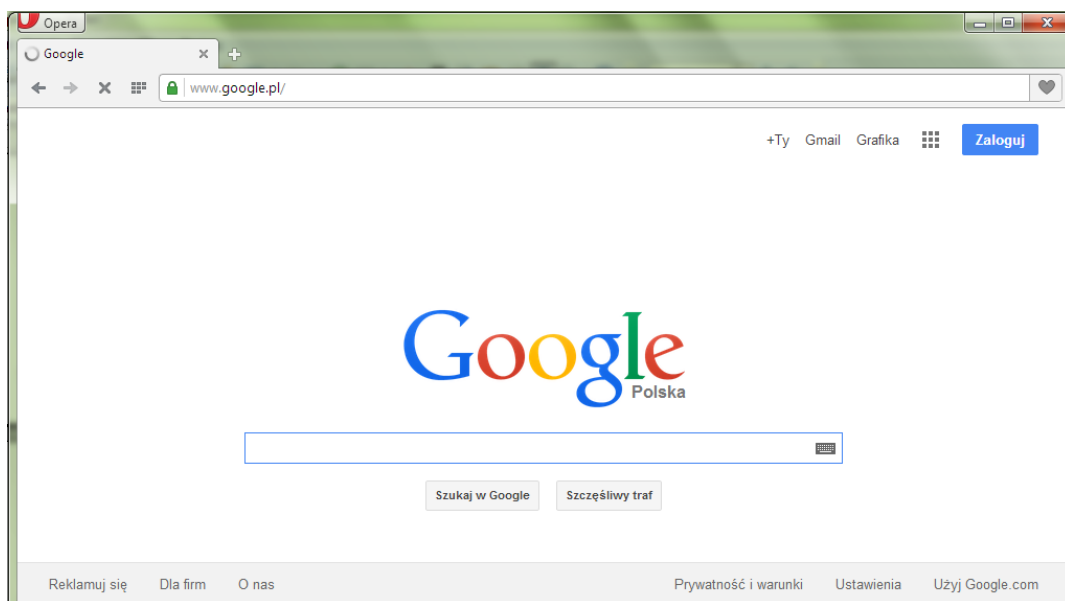 Opera
Google
www.google.pl/
+Ty Gmail Grafika Zaloguj
Google
Polska
Szukaj w Google Szczęśliwy traf
Reklamuj się Dla firm O nas Prywatność i warunki Ustawienia Użyj Google.com